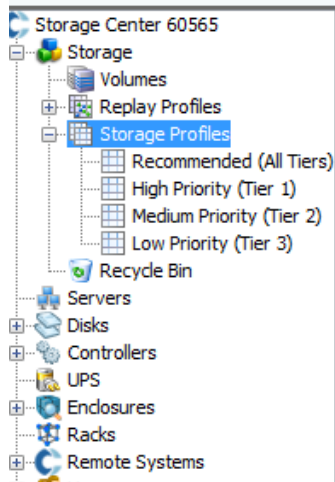 Storage Center 60565
Storage
Volumes
Replay Profiles
Storage Profiles
Recommended (All Tiers)
High Priority (Tier 1)
Medium Priority (Tier 2)
Low Priority (Tier 3)
Recycle Bin
Servers
Disks
Controllers
UPS
Enclosures
Racks
Remote Systems